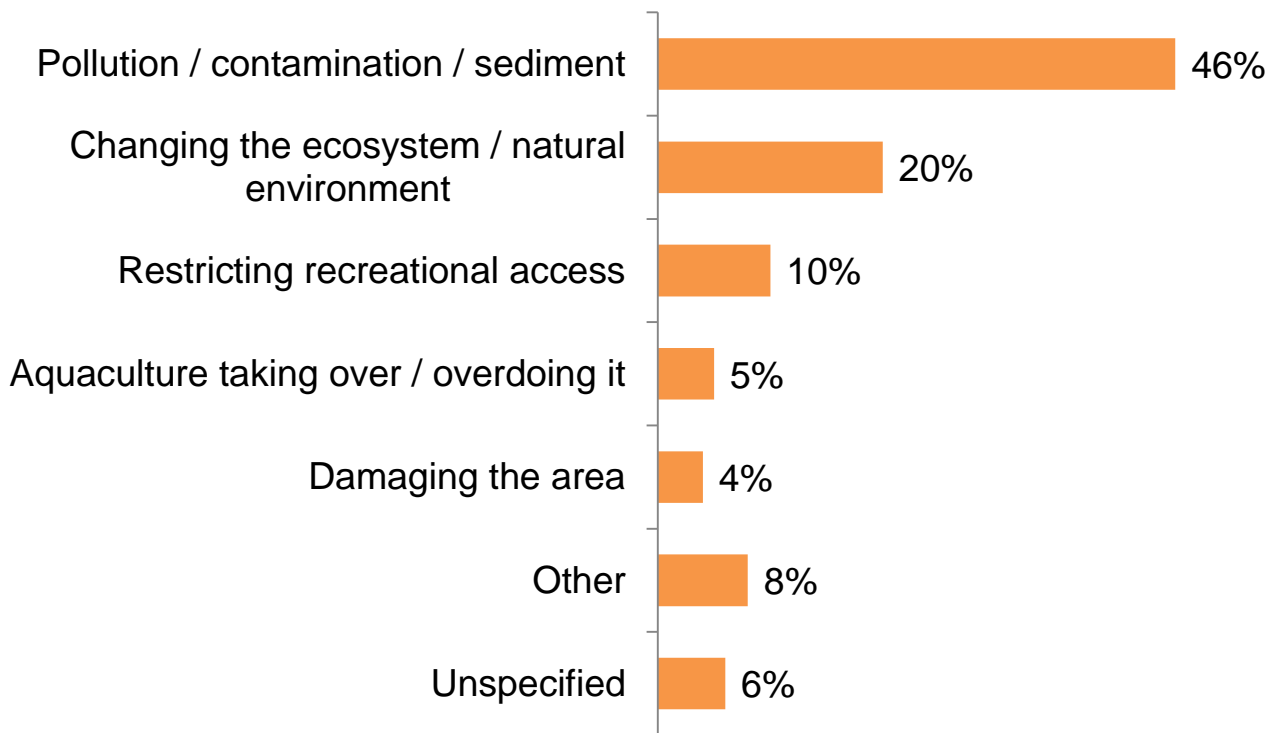 Pollution / contamination / sediment 46%
Changing the ecosystem / natural
environment 20%
Restricting recreational access 10%
Aquaculture taking over / overdoing it 5%
Damaging the area 4%
Other 8%
Unspecified 6%